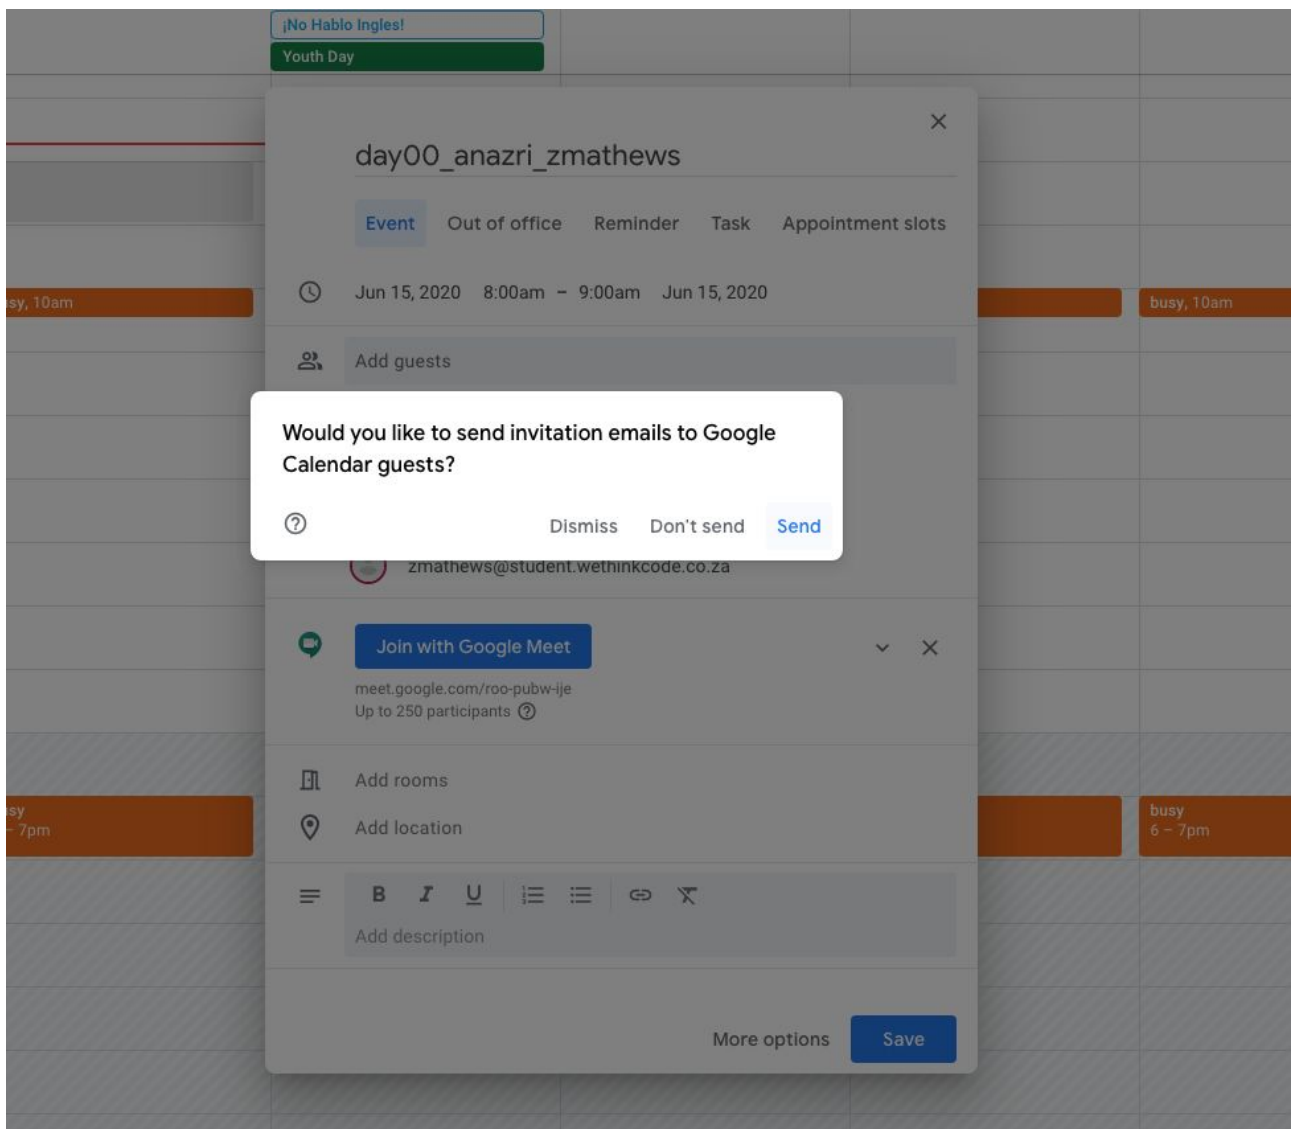 ¡No Hablo Ingles!
Youth Day
day00_anazri_zmathews
Event Out of office Reminder Task Appointment slots
Jun 15, 2020 8:00am – 9:00am Jun 15, 2020
sy, 10am
busy, 10am
Add guests
Would you like to send invitation emails to Google
Calendar guests?
Dismiss Don't send Send
zmathews@student.wethinkcode.co.za
Join with Google Meet
meet.google.com/roo-pubw-ije
Up to 250 participants
Add rooms
Add location
sy
– 7pm
busy
6 – 7pm
B I U
Add description
More options Save